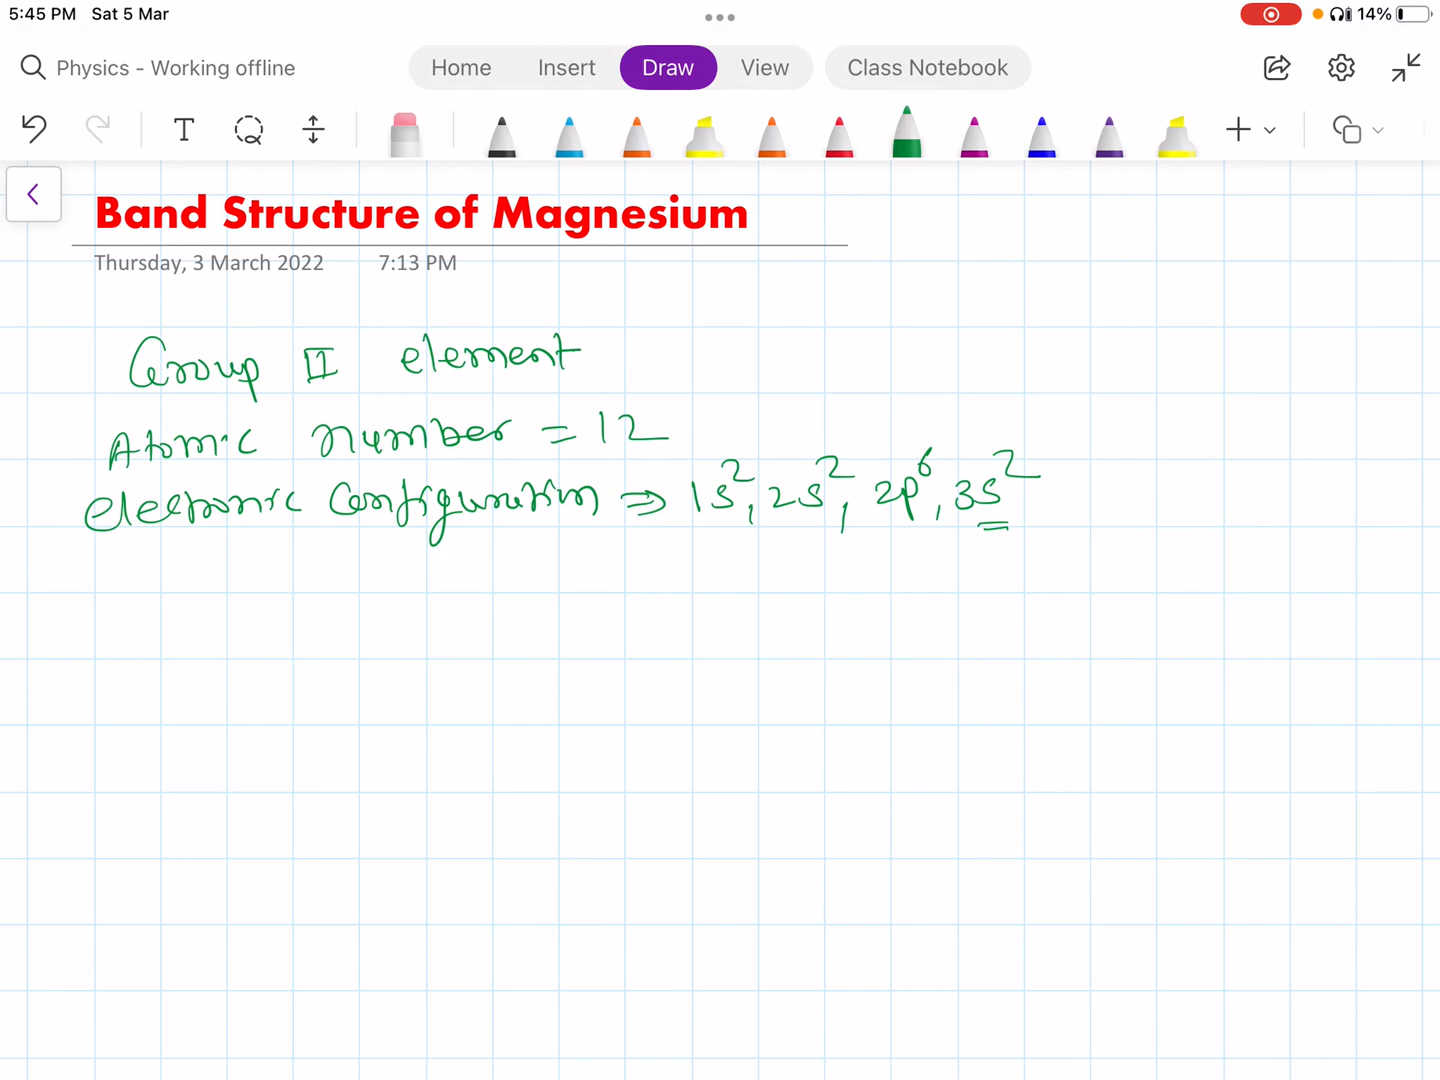 5:45 PM Sat 5 Mar
14%
Physics - Working offline
Home Insert Draw View Class Notebook
T
Band Structure of Magnesium
Thursday, 3 March 2022 7:13 PM
Group II element
Atomic number = 12
Electronic Configuration ⇒ 1s², 2s², 2p⁶, 3s²